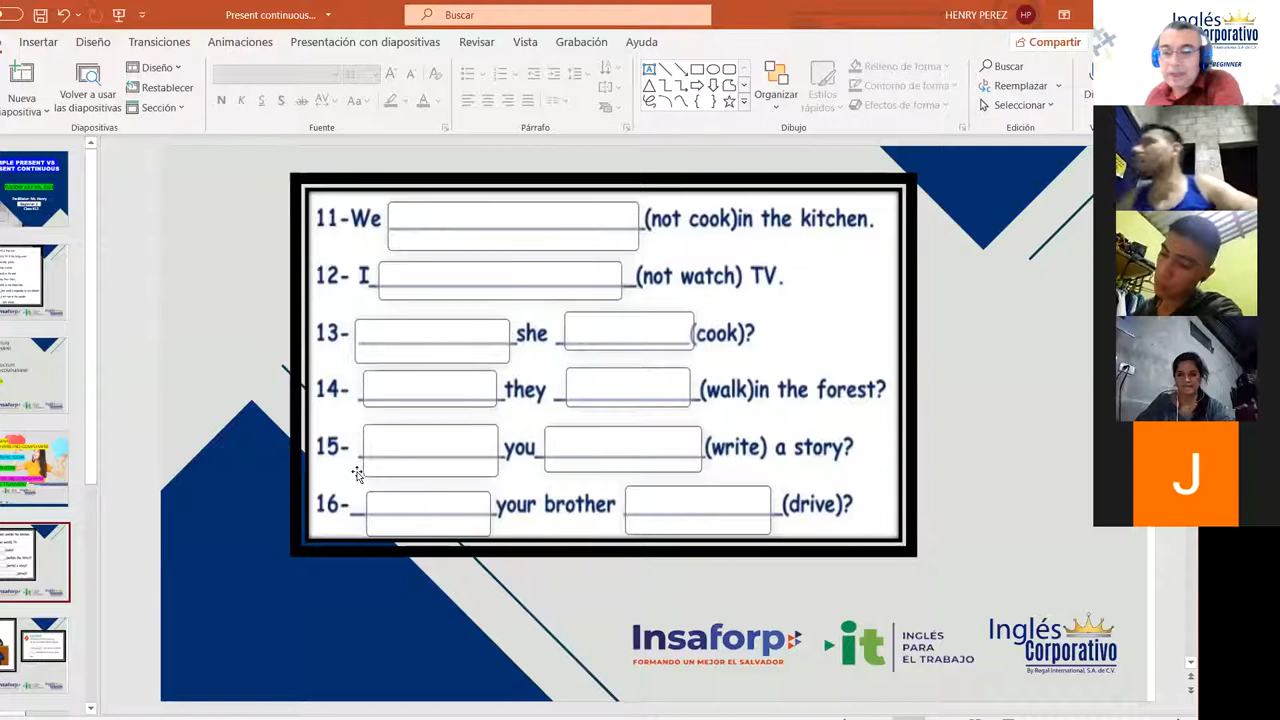 Present continuous...
Buscar
HENRY PEREZ
HP
Insertar
Diseño
Transiciones
Animaciones
Presentación con diapositivas
Revisar
Vista
Grabación
Ayuda
Compartir
Nueva
diapositiva
Volver a usar
las diapositivas
Diseño
Sección
N K S S ab AV Aa A
Organizar
Estilos
rápidos
Relleno de forma
Contorno de forma
Efectos de forma
Buscar
Reemplazar
Seleccionar
Diapositivas
Fuente
Párrafo
Dibujo
Edición
Inglés
Corporativo
BEGINNER
11-We (not cook)in the kitchen.
12- I (not watch) TV.
13- she (cook)?
14- they (walk)in the forest?
15- you (write) a story?
16- your brother (drive)?
J
Insaforp
FORMANDO UN MEJOR EL SALVADOR
it
INGLÉS
PARA
EL TRABAJO
Inglés
Corporativo
By Regal International, S.A. de C.V.